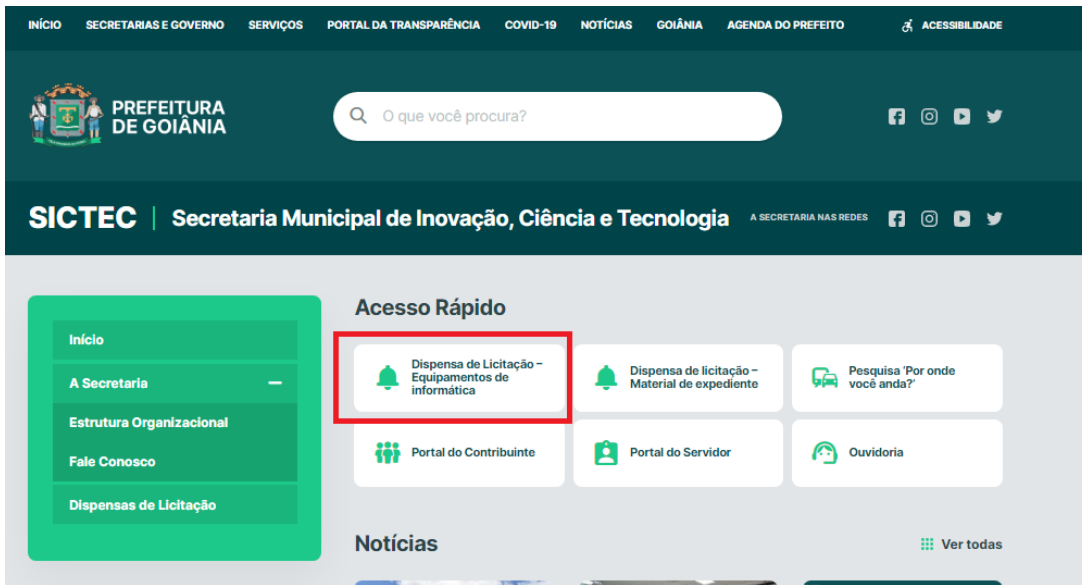 INÍCIO SECRETARIAS E GOVERNO SERVIÇOS PORTAL DA TRANSPARÊNCIA COVID-19 NOTÍCIAS GOIÂNIA AGENDA DO PREFEITO ACESSIBILIDADE
PREFEITURA
DE GOIÂNIA
O que você procura?
SICTEC | Secretaria Municipal de Inovação, Ciência e Tecnologia A SECRETARIA NAS REDES
Início
A Secretaria
Estrutura Organizacional
Fale Conosco
Dispensas de Licitação
Acesso Rápido
Dispensa de Licitação –
Equipamentos de
informática
Dispensa de licitação –
Material de expediente
Pesquisa 'Por onde
você anda?'
Portal do Contribuinte
Portal do Servidor
Ouvidoria
Notícias
Ver todas